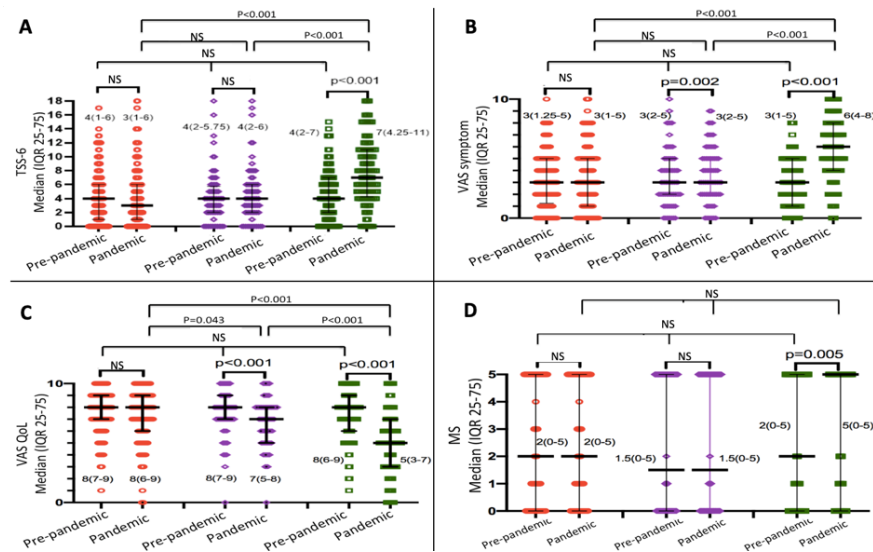 A
P<0.001
NS
P<0.001
NS
NS
NS
p<0.001
18
16
14
12
10
8
6
4
2
0
TSS-6
Median (IQR 25-75)
4(1-6)
3(1-6)
4(2-5.75)
4(2-6)
4(2-7)
7(4.25-11)
Pre-pandemic
Pandemic
Pre-pandemic
Pandemic
Pre-pandemic
Pandemic
B
P<0.001
NS
P<0.001
NS
NS
p=0.002
p<0.001
10
5
0
VAS symptom
Median (IQR 25-75)
3(1.25-5)
3(1-5)
3(2-5)
3(2-5)
3(1-5)
6(4-8)
Pre-pandemic
Pandemic
Pre-pandemic
Pandemic
Pre-pandemic
Pandemic
C
P<0.001
P=0.043
P<0.001
NS
NS
p<0.001
p<0.001
10
5
0
VAS QoL
Median (IQR 25-75)
8(7-9)
8(6-9)
8(7-9)
7(5-8)
8(6-9)
5(3-7)
Pre-pandemic
Pandemic
Pre-pandemic
Pandemic
Pre-pandemic
Pandemic
D
NS
NS
NS
NS
p=0.005
5
4
3
2
1
0
MS
Median (IQR 25-75)
2(0-5)
2(0-5)
1.5(0-5)
1.5(0-5)
2(0-5)
5(0-5)
Pre-pandemic
Pandemic
Pre-pandemic
Pandemic
Pre-pandemic
Pandemic